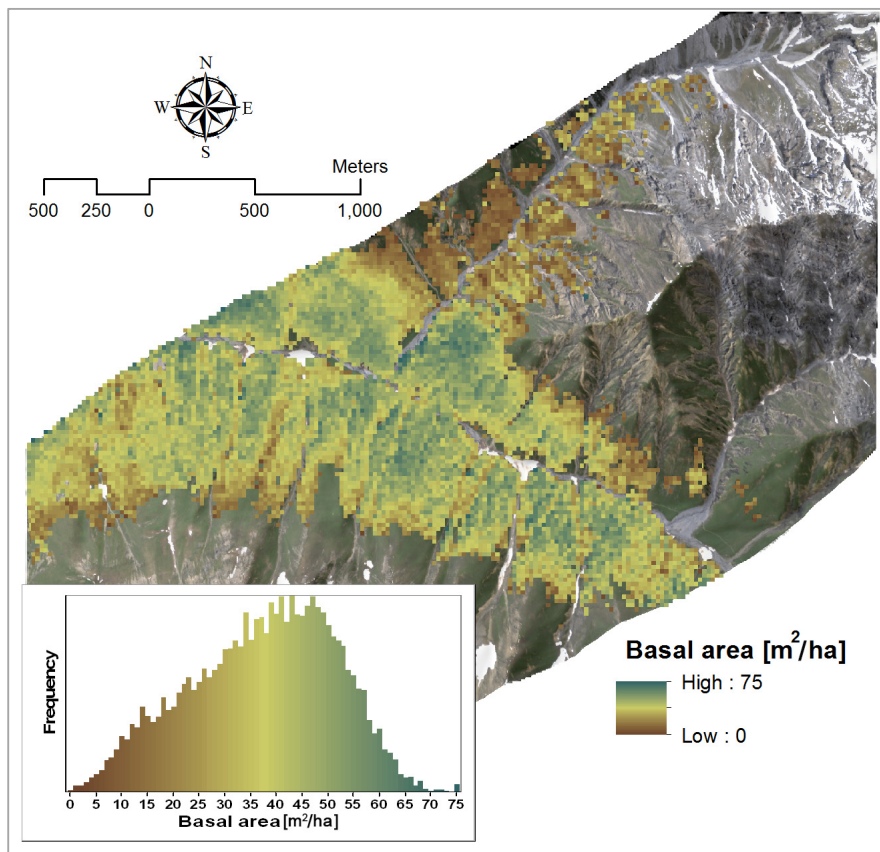 N
W E
S
Meters
500 250 0 500 1,000
Basal area [m²/ha]
High : 75
Low : 0
Frequency
0 5 10 15 20 25 30 35 40 45 50 55 60 65 70 75
Basal area [m²/ha]